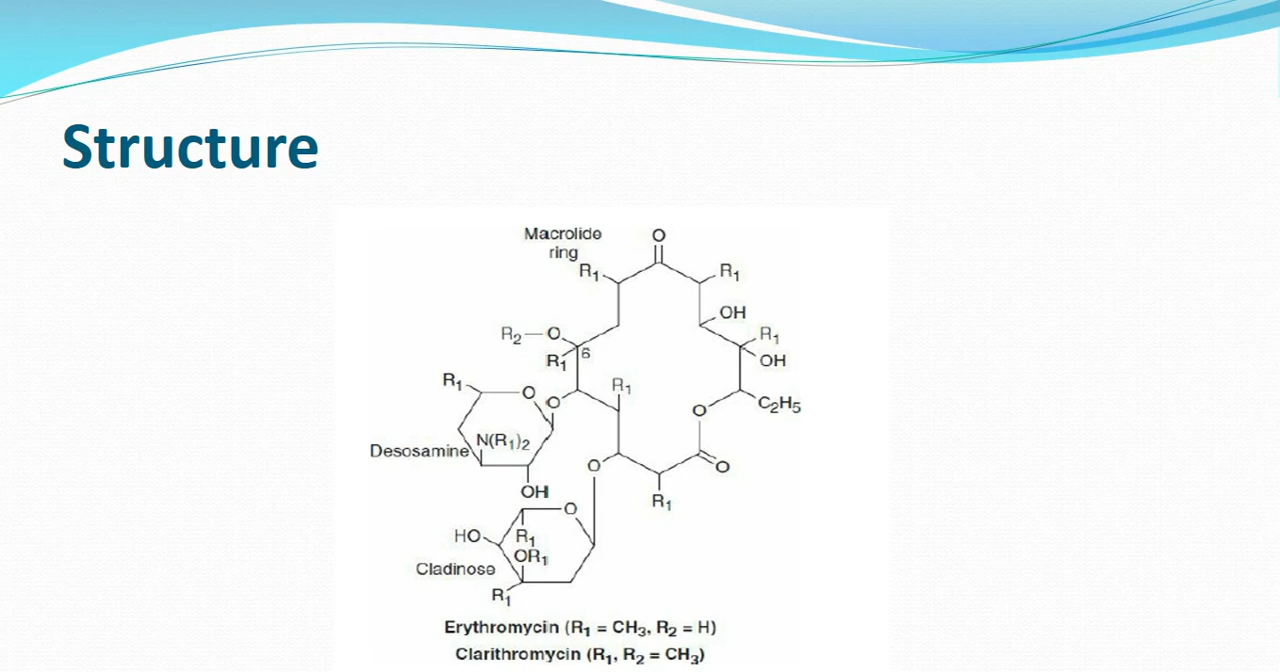 Structure
Macrolide
ring
O
R₁
R₁
OH
R₂—O
R₁
6
R₁
OH
R₁
R₁
O
O
O
C₂H₅
N(R₁)₂
Desosamine
O
O
OH
R₁
O
HO
R₁
OR₁
Cladinose
R₁
Erythromycin (R₁ = CH₃, R₂ = H)
Clarithromycin (R₁, R₂ = CH₃)